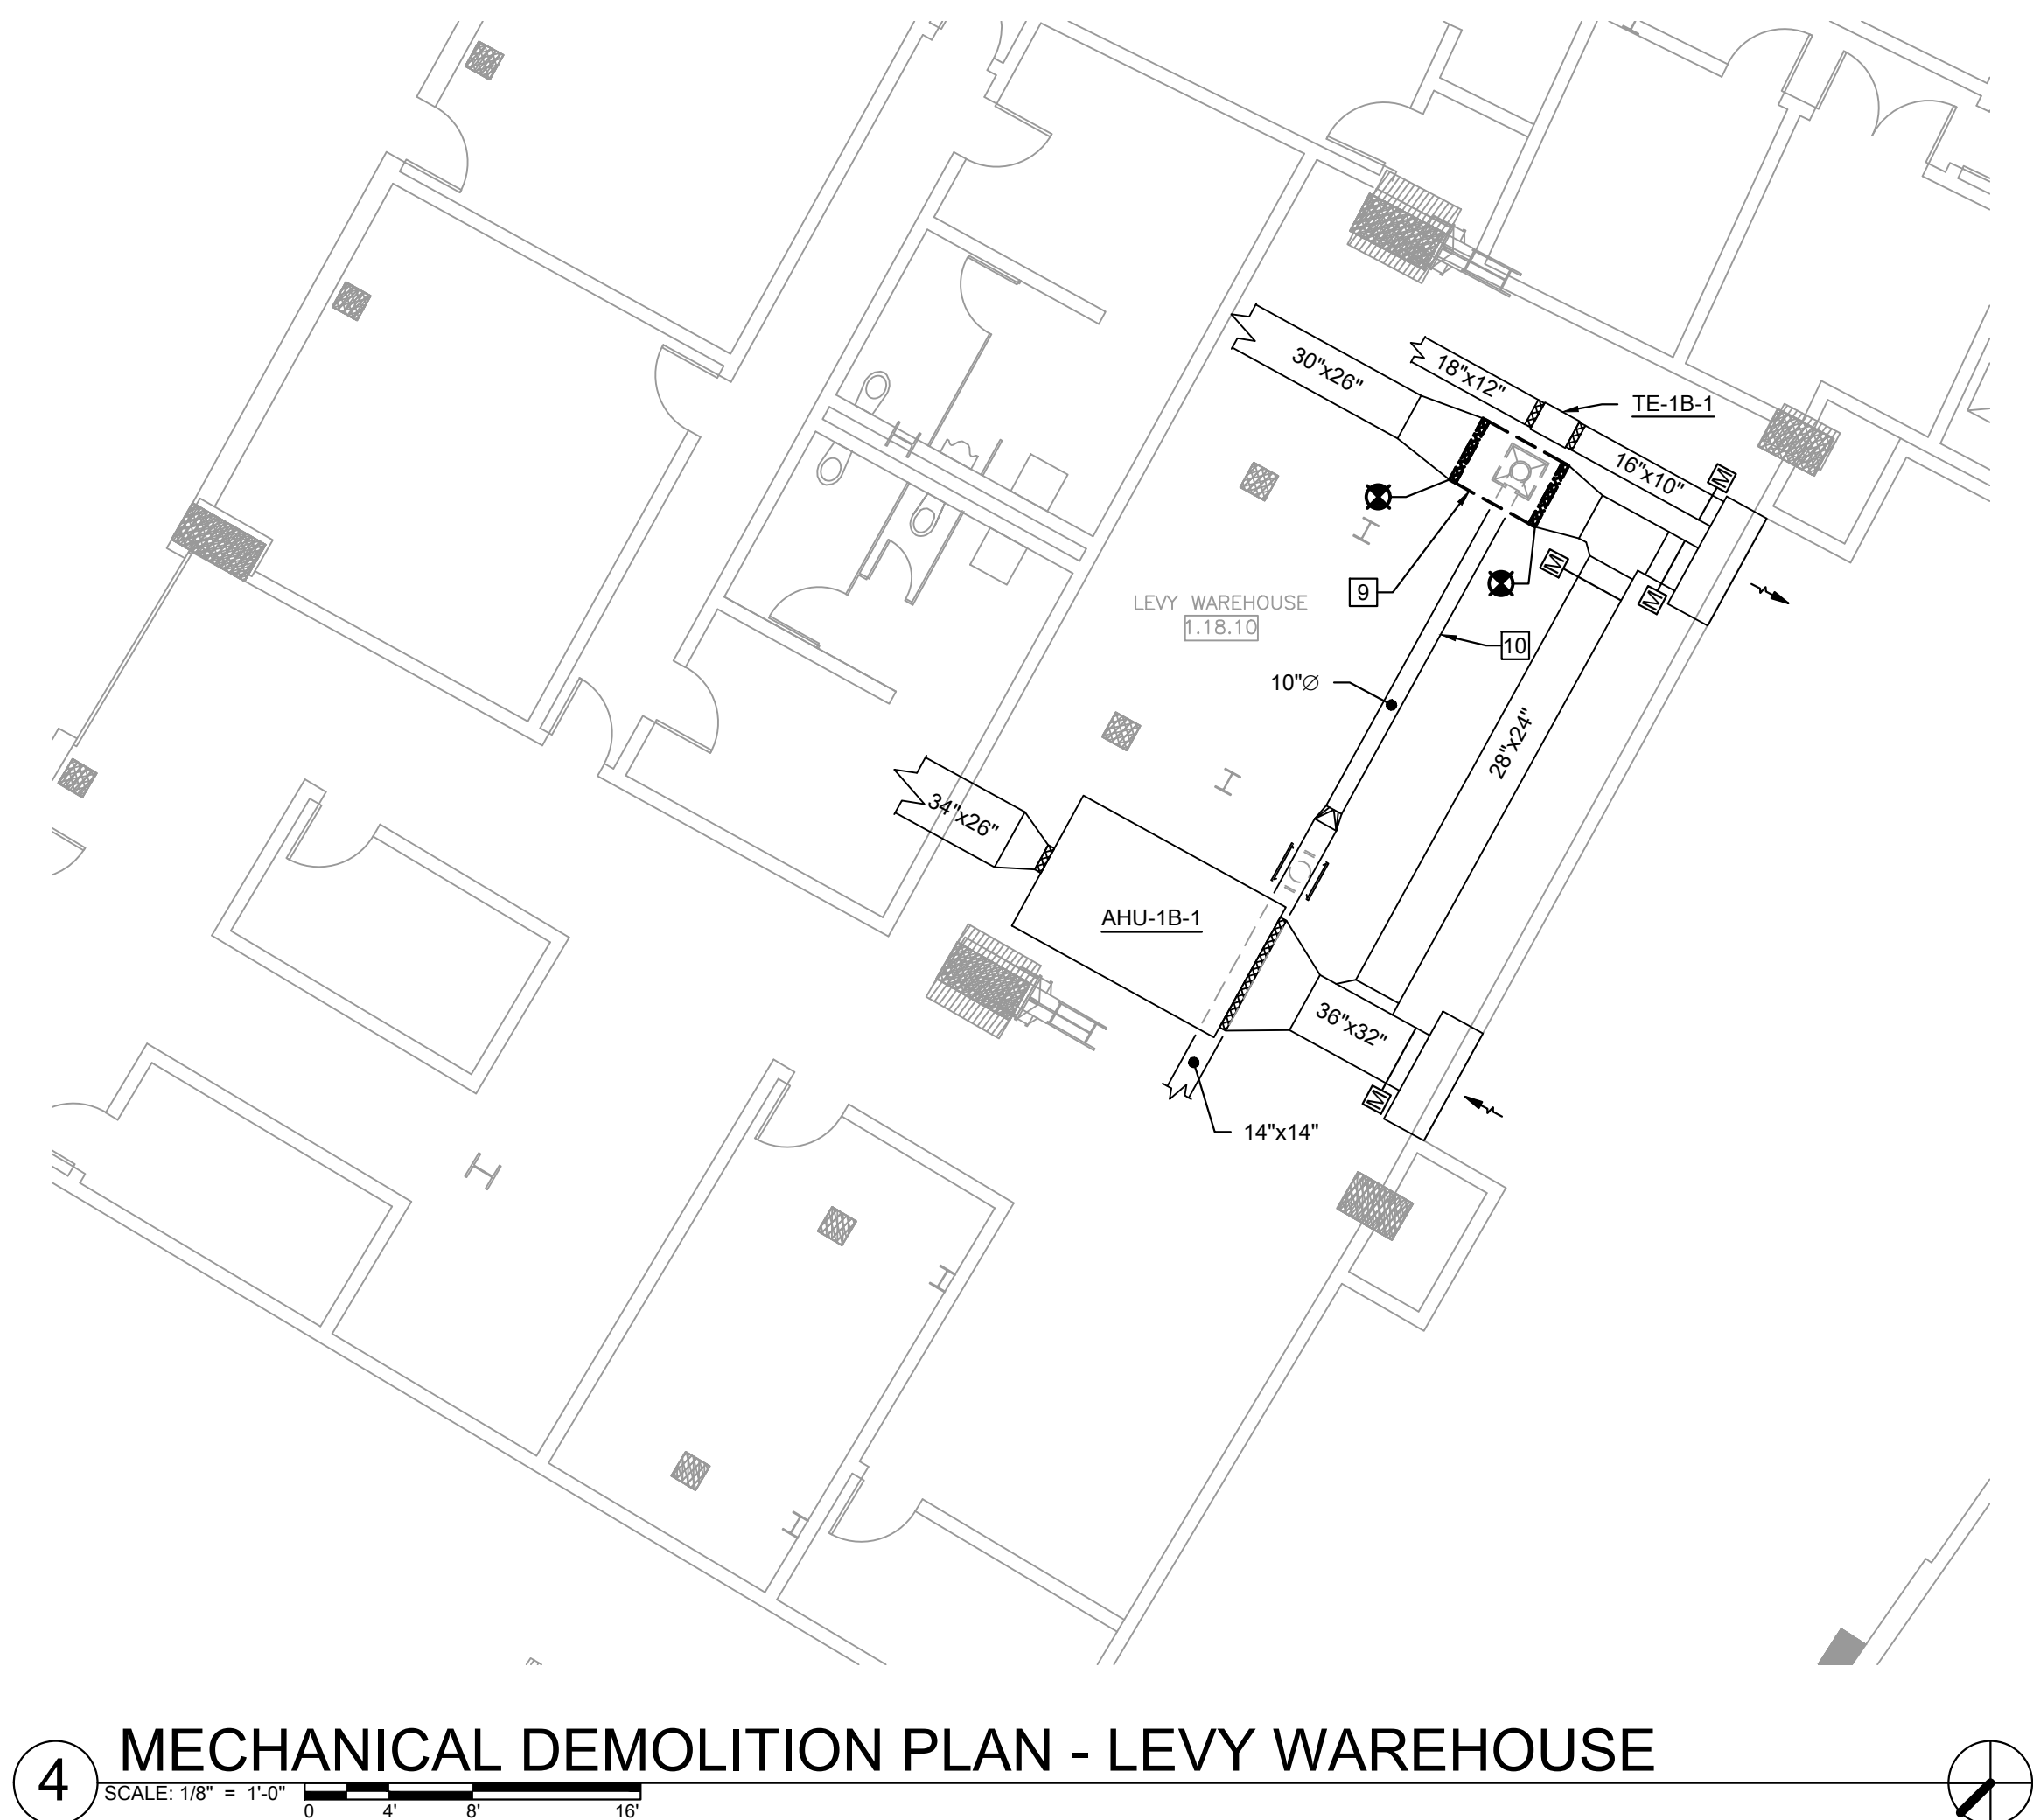 30"x26"
18"x12"
TE-1B-1
16"x10"
M
M
M
9
LEVY WAREHOUSE
1.18.10
10
10"∅
28"x24"
34"x26"
AHU-1B-1
36"x32"
M
14"x14"
4
MECHANICAL DEMOLITION PLAN - LEVY WAREHOUSE
SCALE: 1/8" = 1'-0"
0 4' 8' 16'